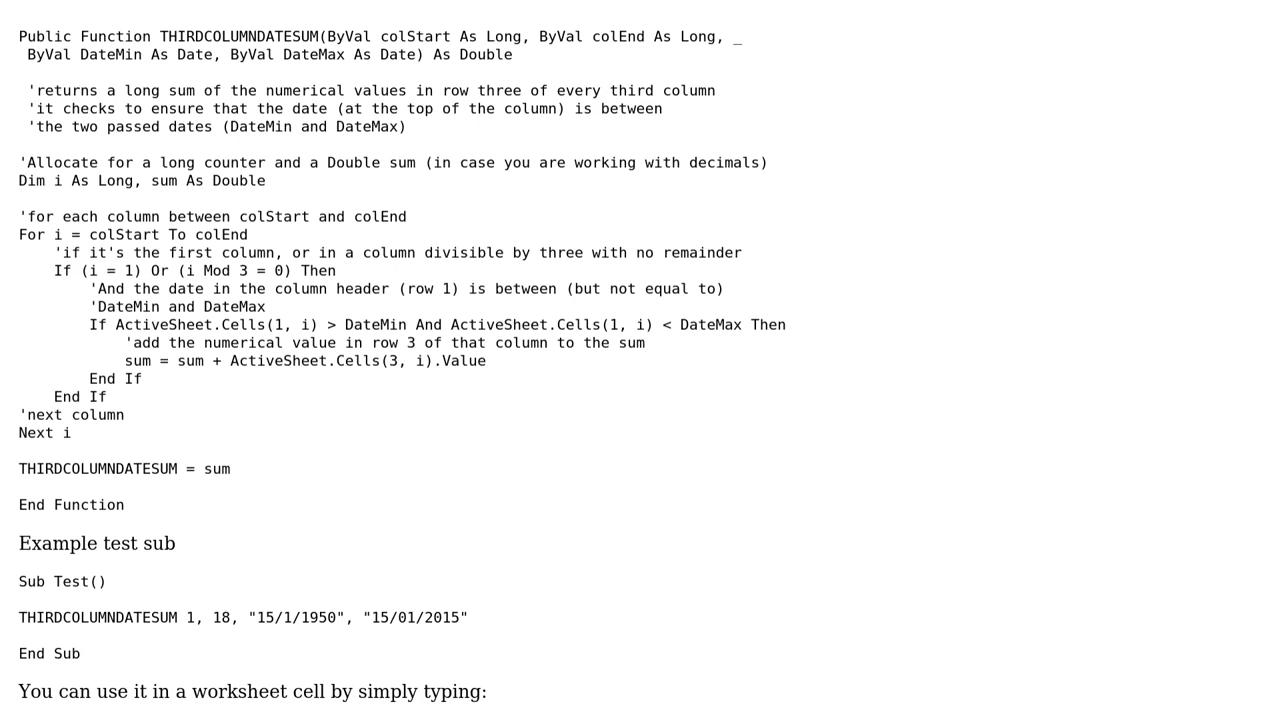 Public Function THIRDCOLUMNDATESUM(ByVal colStart As Long, ByVal colEnd As Long, _
 ByVal DateMin As Date, ByVal DateMax As Date) As Double

 'returns a long sum of the numerical values in row three of every third column
 'it checks to ensure that the date (at the top of the column) is between
 'the two passed dates (DateMin and DateMax)

'Allocate for a long counter and a Double sum (in case you are working with decimals)
Dim i As Long, sum As Double

'for each column between colStart and colEnd
For i = colStart To colEnd
    'if it's the first column, or in a column divisible by three with no remainder
    If (i = 1) Or (i Mod 3 = 0) Then
        'And the date in the column header (row 1) is between (but not equal to)
        'DateMin and DateMax
        If ActiveSheet.Cells(1, i) > DateMin And ActiveSheet.Cells(1, i) < DateMax Then
            'add the numerical value in row 3 of that column to the sum
            sum = sum + ActiveSheet.Cells(3, i).Value
        End If
    End If
'next column
Next i

THIRDCOLUMNDATESUM = sum

End Function

Example test sub

Sub Test()

THIRDCOLUMNDATESUM 1, 18, "15/1/1950", "15/01/2015"

End Sub

You can use it in a worksheet cell by simply typing: